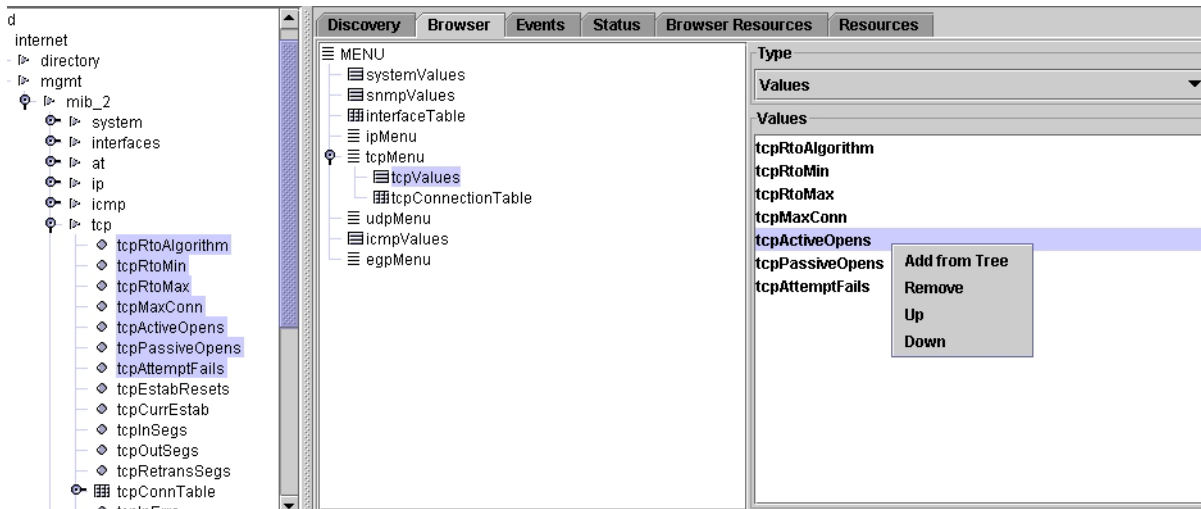 d
internet
directory
mgmt
mib_2
system
interfaces
at
ip
icmp
tcp
tcpRtoAlgorithm
tcpRtoMin
tcpRtoMax
tcpMaxConn
tcpActiveOpens
tcpPassiveOpens
tcpAttemptFails
tcpEstabResets
tcpCurrEstab
tcpInSegs
tcpOutSegs
tcpRetransSegs
tcpConnTable
Discovery Browser Events Status Browser Resources Resources
MENU
systemValues
snmpValues
interfaceTable
ipMenu
tcpMenu
tcpValues
tcpConnectionTable
udpMenu
icmpValues
egpMenu
Type
Values
Values
tcpRtoAlgorithm
tcpRtoMin
tcpRtoMax
tcpMaxConn
tcpActiveOpens
tcpPassiveOpens
tcpAttemptFails
Add from Tree
Remove
Up
Down